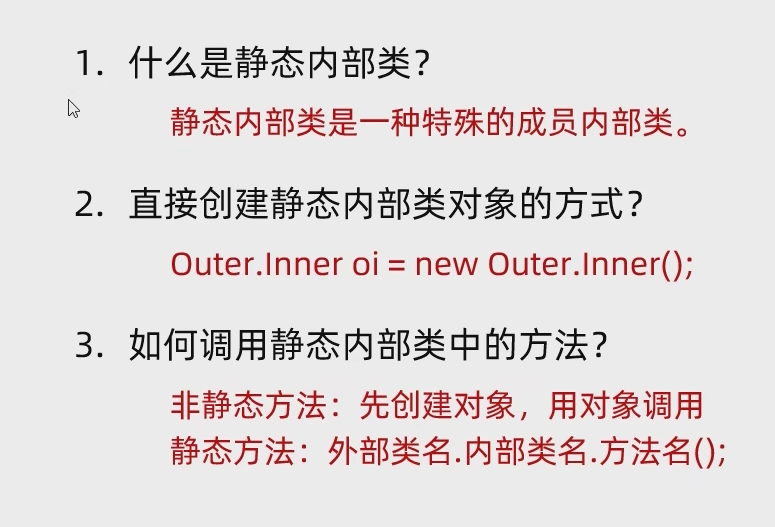 1. 什么是静态内部类？
静态内部类是一种特殊的成员内部类。
2. 直接创建静态内部类对象的方式？
Outer.Inner oi = new Outer.Inner();
3. 如何调用静态内部类中的方法？
非静态方法：先创建对象，用对象调用
静态方法：外部类名.内部类名.方法名();